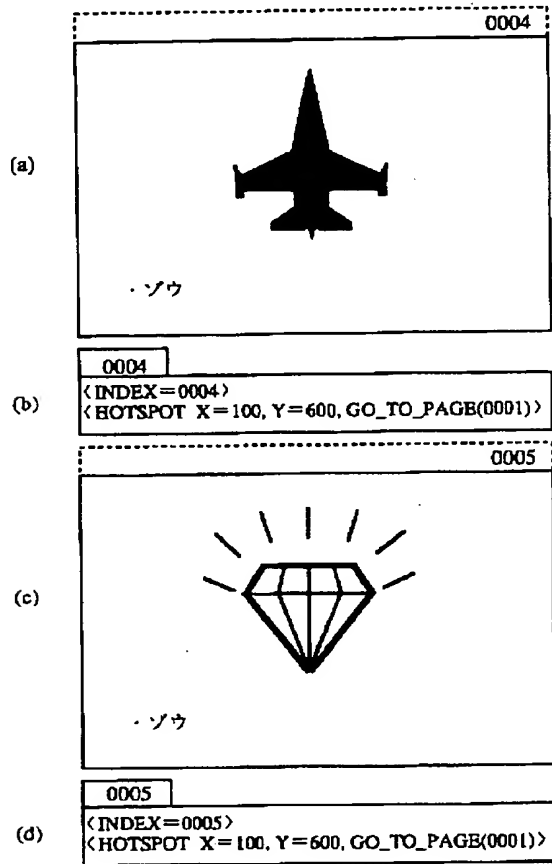 0004
(a)
・ゾウ
0004
(b)
〈INDEX=0004〉
〈HOTSPOT X=100, Y=600, GO_TO_PAGE(0001)〉
0005
(c)
・ゾウ
0005
(d)
〈INDEX=0005〉
〈HOTSPOT X=100, Y=600, GO_TO_PAGE(0001)〉